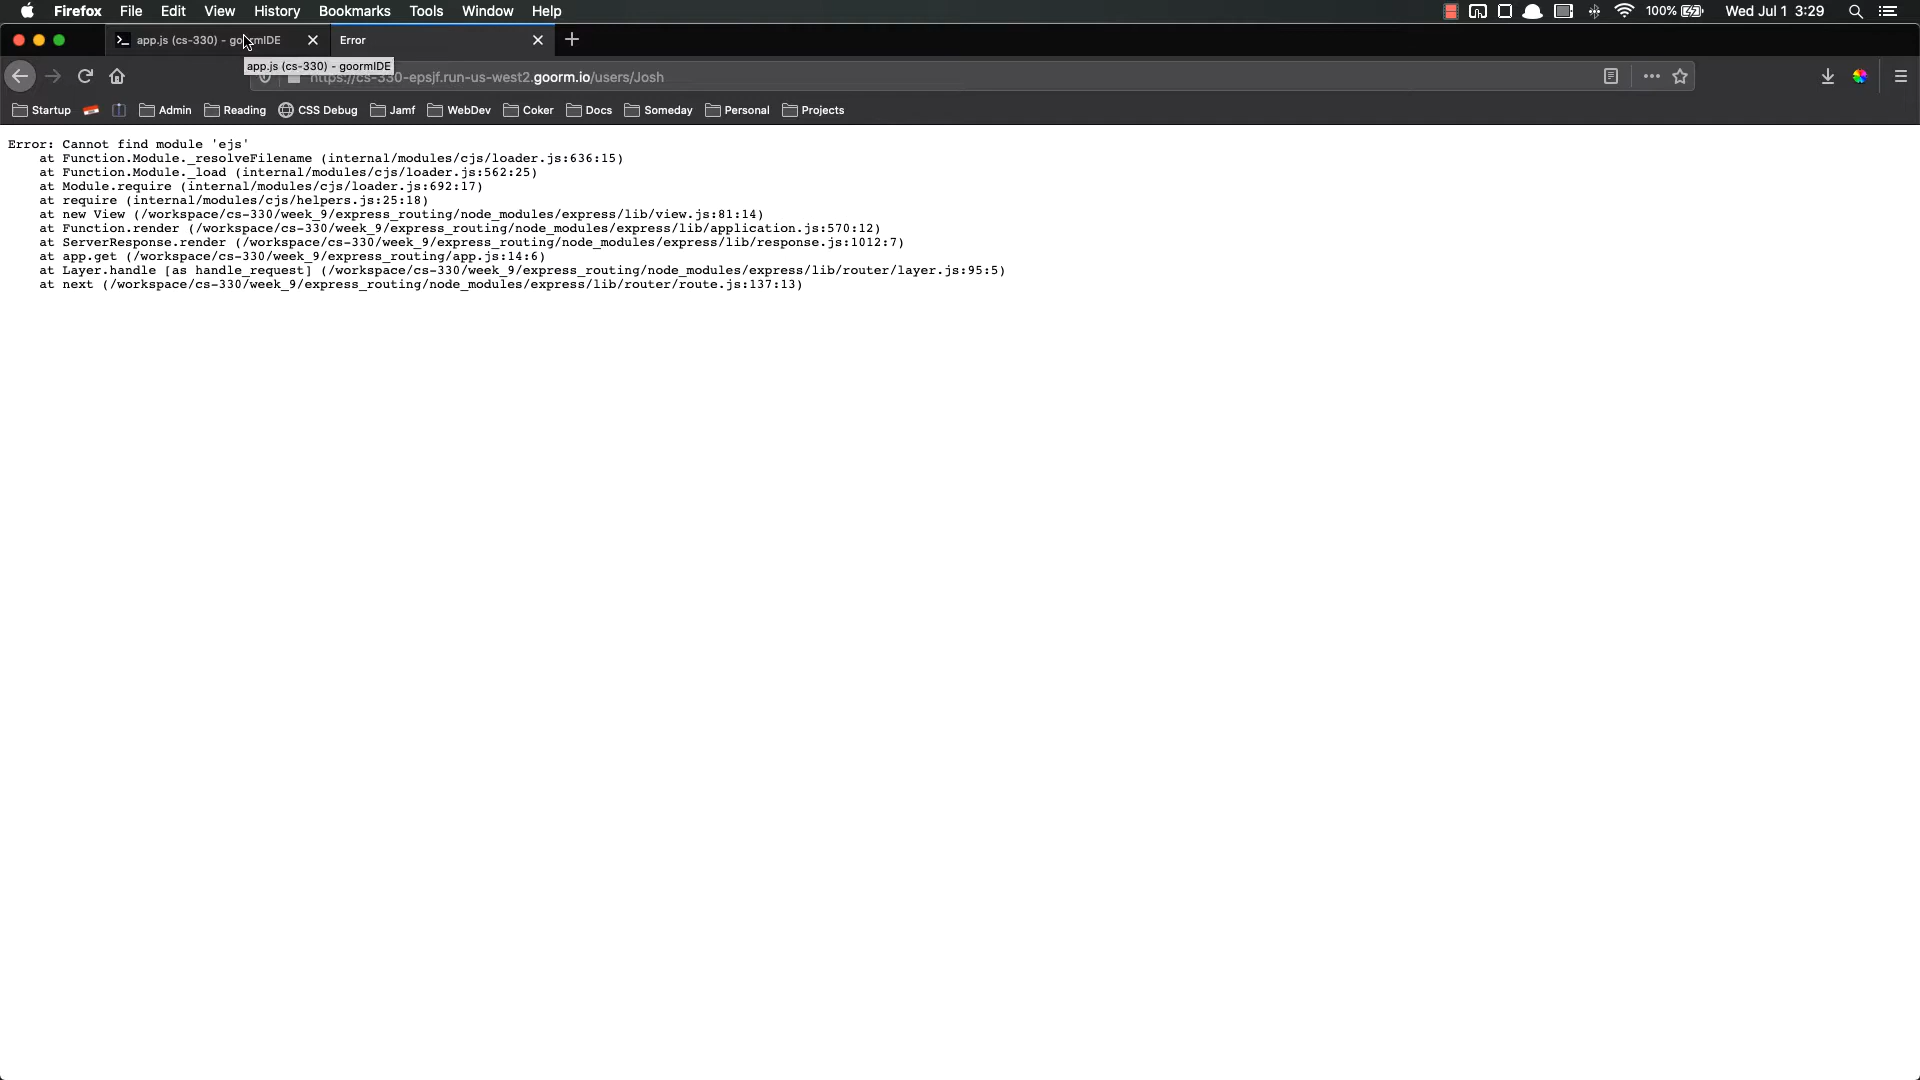 Firefox File Edit View History Bookmarks Tools Window Help 100% Wed Jul 1 3:29
app.js (cs-330) - goormIDE Error
app.js (cs-330) - goormIDE
https://cs-330-epsjf.run-us-west2.goorm.io/users/Josh
Startup Admin Reading CSS Debug Jamf WebDev Coker Docs Someday Personal Projects
Error: Cannot find module 'ejs'
at Function.Module._resolveFilename (internal/modules/cjs/loader.js:636:15)
at Function.Module._load (internal/modules/cjs/loader.js:562:25)
at Module.require (internal/modules/cjs/loader.js:692:17)
at require (internal/modules/cjs/helpers.js:25:18)
at new View (/workspace/cs-330/week_9/express_routing/node_modules/express/lib/view.js:81:14)
at Function.render (/workspace/cs-330/week_9/express_routing/node_modules/express/lib/application.js:570:12)
at ServerResponse.render (/workspace/cs-330/week_9/express_routing/node_modules/express/lib/response.js:1012:7)
at app.get (/workspace/cs-330/week_9/express_routing/app.js:14:6)
at Layer.handle [as handle_request] (/workspace/cs-330/week_9/express_routing/node_modules/express/lib/router/layer.js:95:5)
at next (/workspace/cs-330/week_9/express_routing/node_modules/express/lib/router/route.js:137:13)